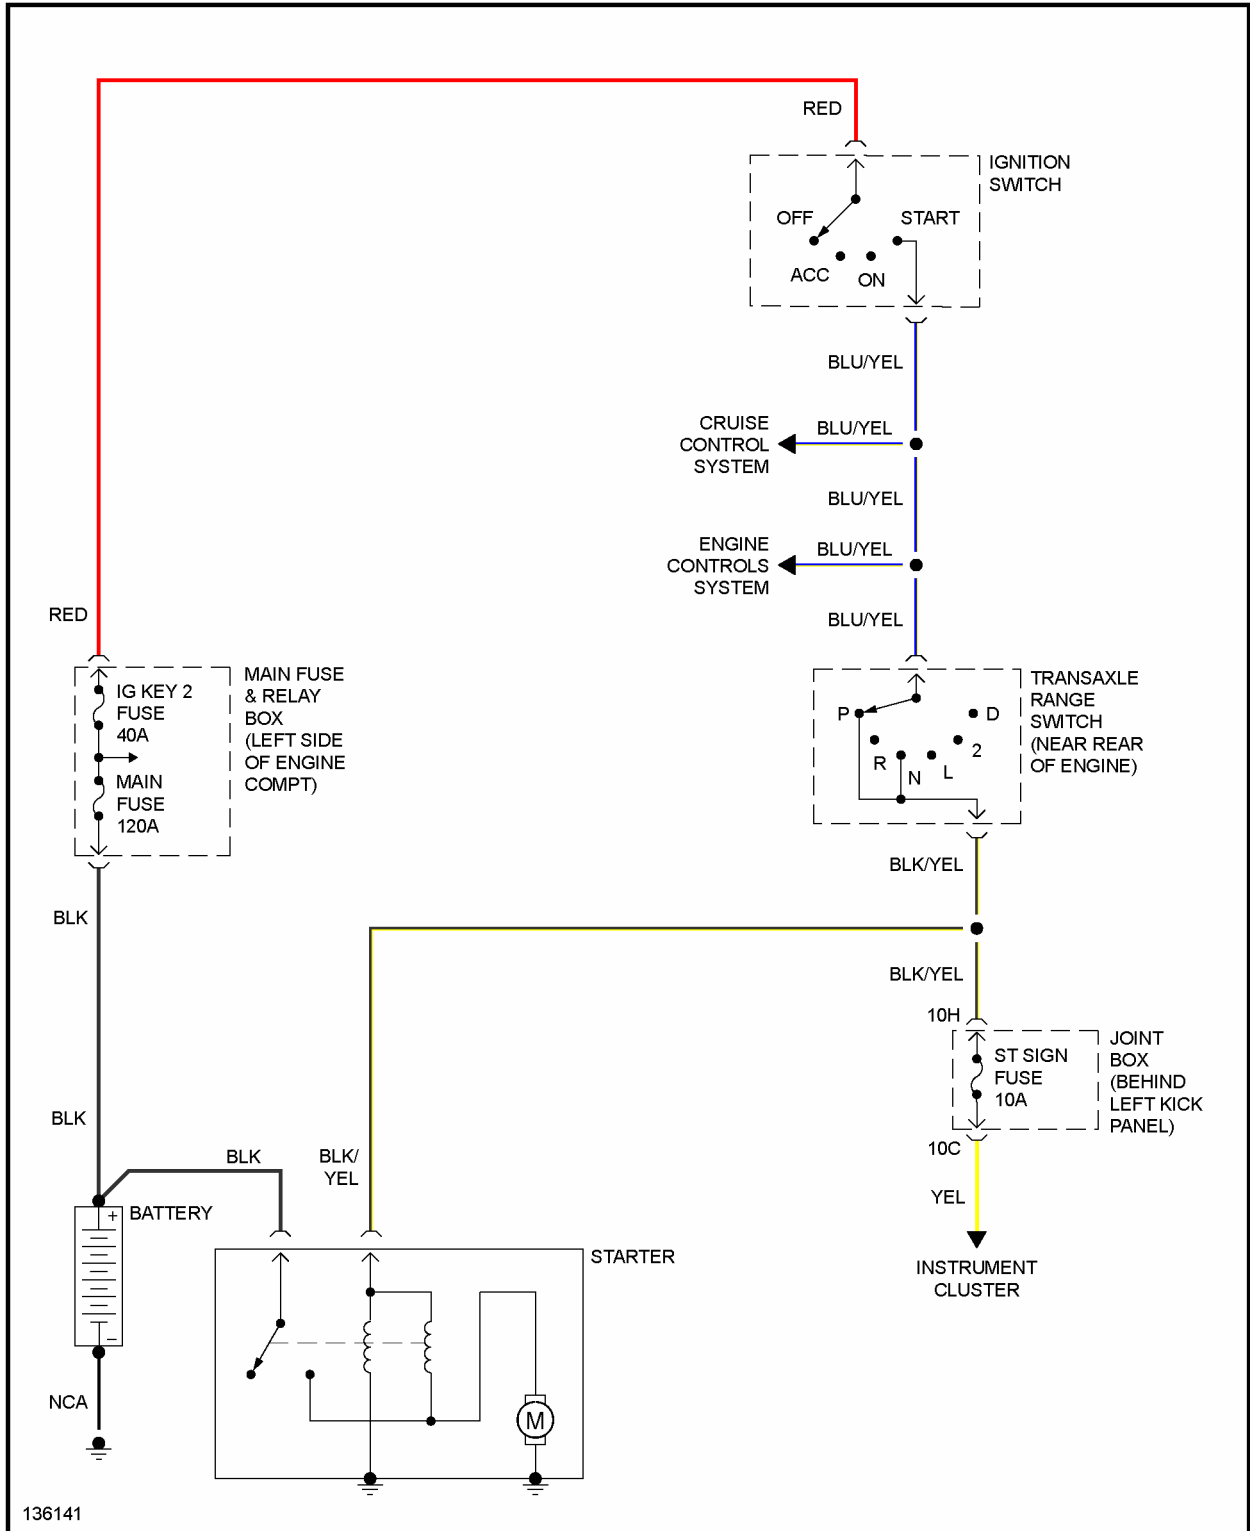 RED
IGNITION
SWITCH
OFF
START
ACC
ON
BLU/YEL
CRUISE
CONTROL
SYSTEM
BLU/YEL
BLU/YEL
ENGINE
CONTROLS
SYSTEM
BLU/YEL
BLU/YEL
RED
MAIN FUSE
& RELAY
BOX
(LEFT SIDE
OF ENGINE
COMPT)
IG KEY 2
FUSE
40A
MAIN
FUSE
120A
TRANSAXLE
RANGE
SWITCH
(NEAR REAR
OF ENGINE)
P
D
R
N
L
2
BLK/YEL
BLK
BLK/YEL
10H
JOINT
BOX
(BEHIND
LEFT KICK
PANEL)
ST SIGN
FUSE
10A
10C
YEL
INSTRUMENT
CLUSTER
BLK
BLK
BLK/
YEL
+
BATTERY
−
STARTER
NCA
M
136141